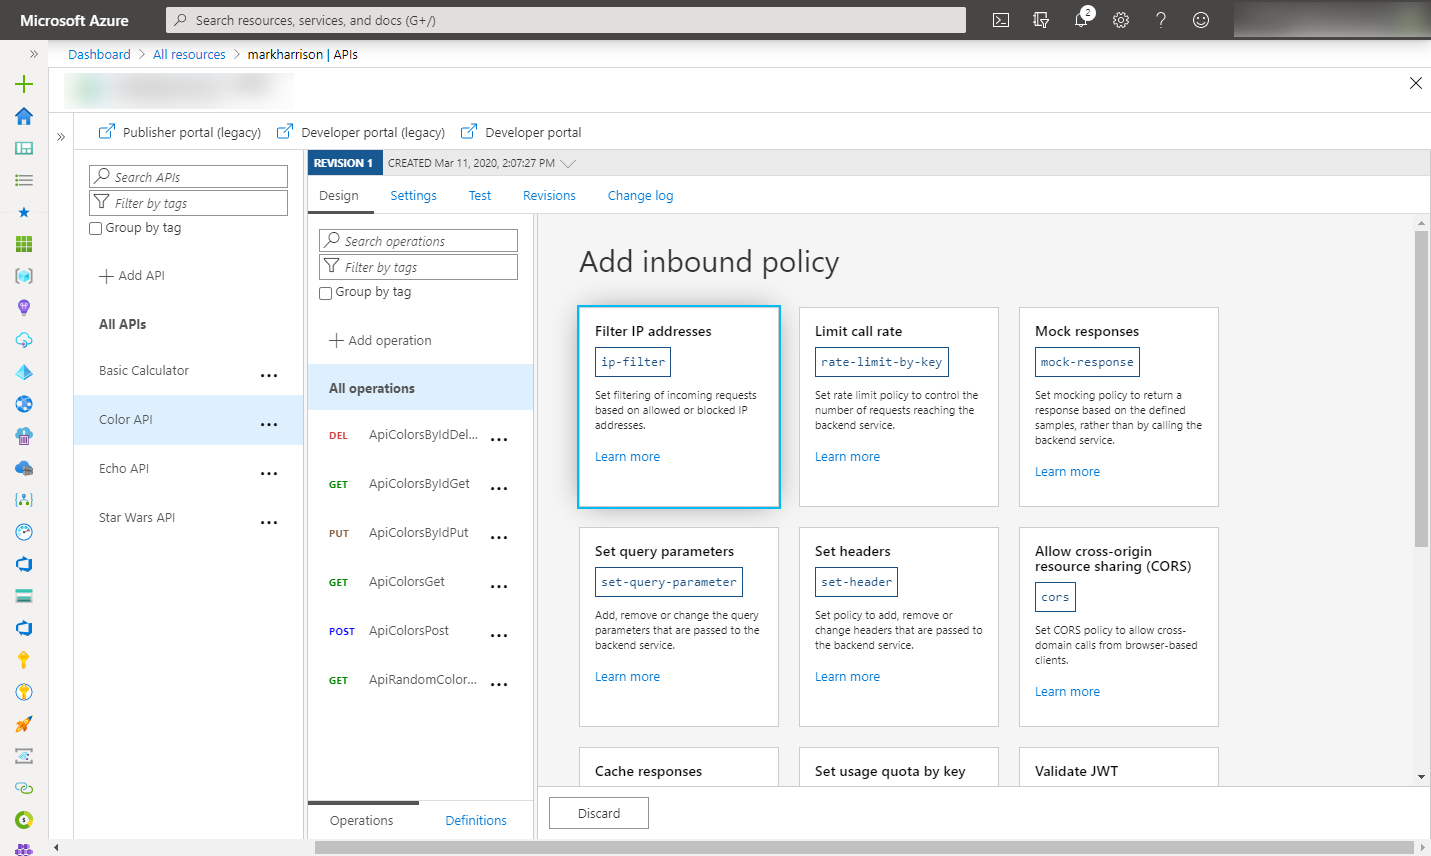 Microsoft Azure
Search resources, services, and docs (G+/)
2
Dashboard > All resources > markharrison | APIs
Publisher portal (legacy)
Developer portal (legacy)
Developer portal
Search APIs
Filter by tags
Group by tag
Add API
All APIs
Basic Calculator
Color API
Echo API
Star Wars API
REVISION 1
CREATED Mar 11, 2020, 2:07:27 PM
Design
Settings
Test
Revisions
Change log
Search operations
Filter by tags
Group by tag
Add operation
All operations
DEL ApiColorsByIdDel...
GET ApiColorsByIdGet
PUT ApiColorsByIdPut
GET ApiColorsGet
POST ApiColorsPost
GET ApiRandomColor...
Operations
Definitions
Add inbound policy
Filter IP addresses
ip-filter
Set filtering of incoming requests
based on allowed or blocked IP
addresses.
Learn more
Limit call rate
rate-limit-by-key
Set rate limit policy to control the
number of requests reaching the
backend service.
Learn more
Mock responses
mock-response
Set mocking policy to return a
response based on the defined
samples, rather than by calling the
backend service.
Learn more
Set query parameters
set-query-parameter
Add, remove or change the query
parameters that are passed to the
backend service.
Learn more
Set headers
set-header
Set policy to add, remove or
change headers that are passed to
the backend service.
Learn more
Allow cross-origin
resource sharing (CORS)
cors
Set CORS policy to allow cross-
domain calls from browser-based
clients.
Learn more
Cache responses
Set usage quota by key
Validate JWT
Discard